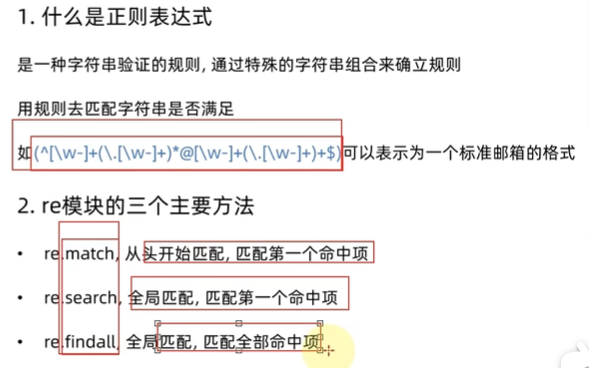 1. 什么是正则表达式
是一种字符串验证的规则, 通过特殊的字符串组合来确立规则
用规则去匹配字符串是否满足
如(^[\w-]+(\.[\w-]+)*@[\w-]+(\.[\w-]+)+$)可以表示为一个标准邮箱的格式
2. re模块的三个主要方法
• re.match, 从头开始匹配, 匹配第一个命中项
• re.search, 全局匹配, 匹配第一个命中项
• re.findall, 全局匹配, 匹配全部命中项